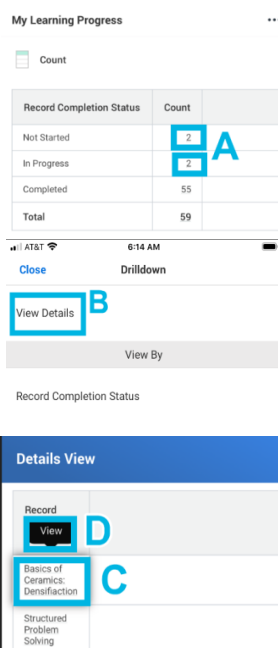 My Learning Progress ...
Count
Record Completion Status Count
Not Started 2
A
In Progress 2
Completed 55
Total 59
AT&T 6:14 AM
Close Drilldown
View Details B
View By
Record Completion Status
Details View
Record
View D
Basics of
Ceramics:
Densifiaction
C
Structured
Problem
Solving